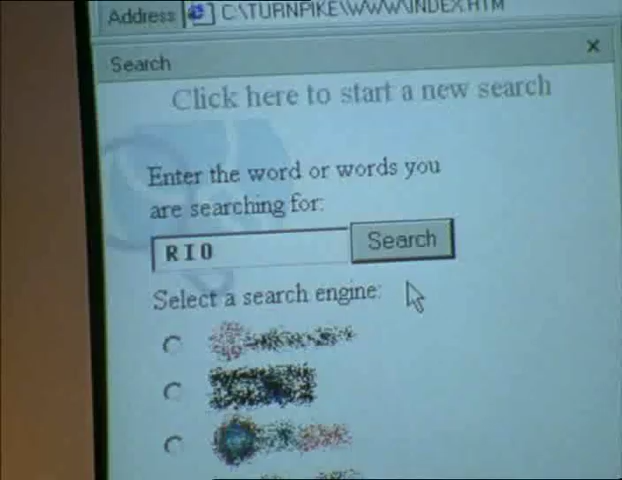 Address C:\TURNPIKE\WWW\INDEX.HTM
Search
Click here to start a new search
Enter the word or words you
are searching for:
RIO Search
Select a search engine: